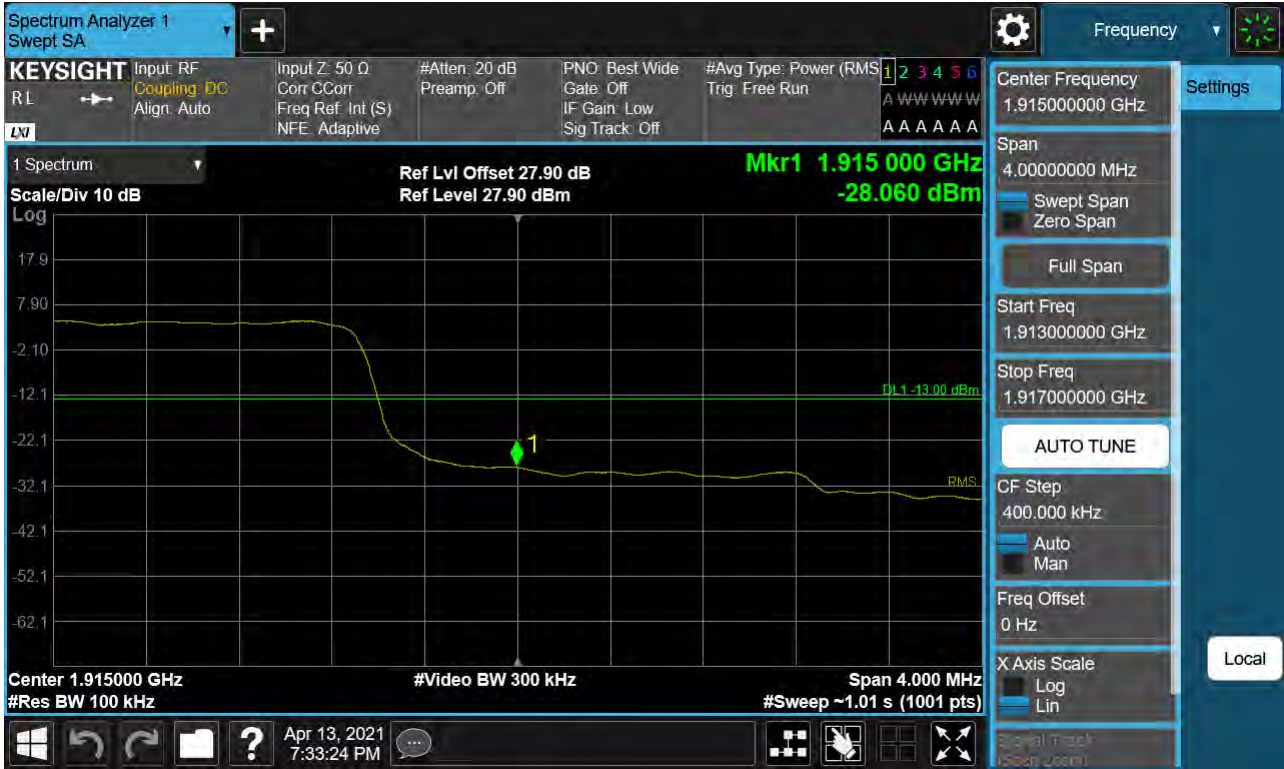 Spectrum Analyzer 1
Swept SA
Frequency
KEYSIGHT
R L
LXI
Input: RF
Coupling: DC
Align: Auto
Input Z: 50 Ω
Corr CCorr
Freq Ref: Int (S)
NFE: Adaptive
#Atten: 20 dB
Preamp: Off
PNO: Best Wide
Gate: Off
IF Gain: Low
Sig Track: Off
#Avg Type: Power (RMS
Trig: Free Run
1 2 3 4 5 6
A W W W W W
A A A A A A
1 Spectrum
Scale/Div 10 dB
Log
Ref Lvl Offset 27.90 dB
Ref Level 27.90 dBm
Mkr1 1.915 000 GHz
-28.060 dBm
17.9
7.90
-2.10
-12.1
-22.1
-32.1
-42.1
-52.1
-62.1
DL1 -13.00 dBm
1
RMS
Center 1.915000 GHz
#Res BW 100 kHz
#Video BW 300 kHz
Span 4.000 MHz
#Sweep ~1.01 s (1001 pts)
Apr 13, 2021
7:33:24 PM
Center Frequency
1.915000000 GHz
Span
4.00000000 MHz
Swept Span
Zero Span
Full Span
Start Freq
1.913000000 GHz
Stop Freq
1.917000000 GHz
AUTO TUNE
CF Step
400.000 kHz
Auto
Man
Freq Offset
0 Hz
X Axis Scale
Log
Lin
Signal Track
(Span Zoom)
Settings
Local